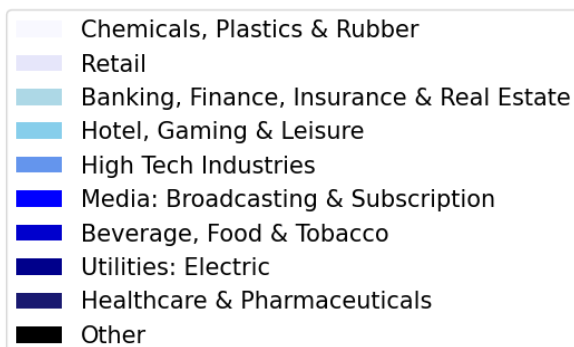 Chemicals, Plastics & Rubber
Retail
Banking, Finance, Insurance & Real Estate
Hotel, Gaming & Leisure
High Tech Industries
Media: Broadcasting & Subscription
Beverage, Food & Tobacco
Utilities: Electric
Healthcare & Pharmaceuticals
Other